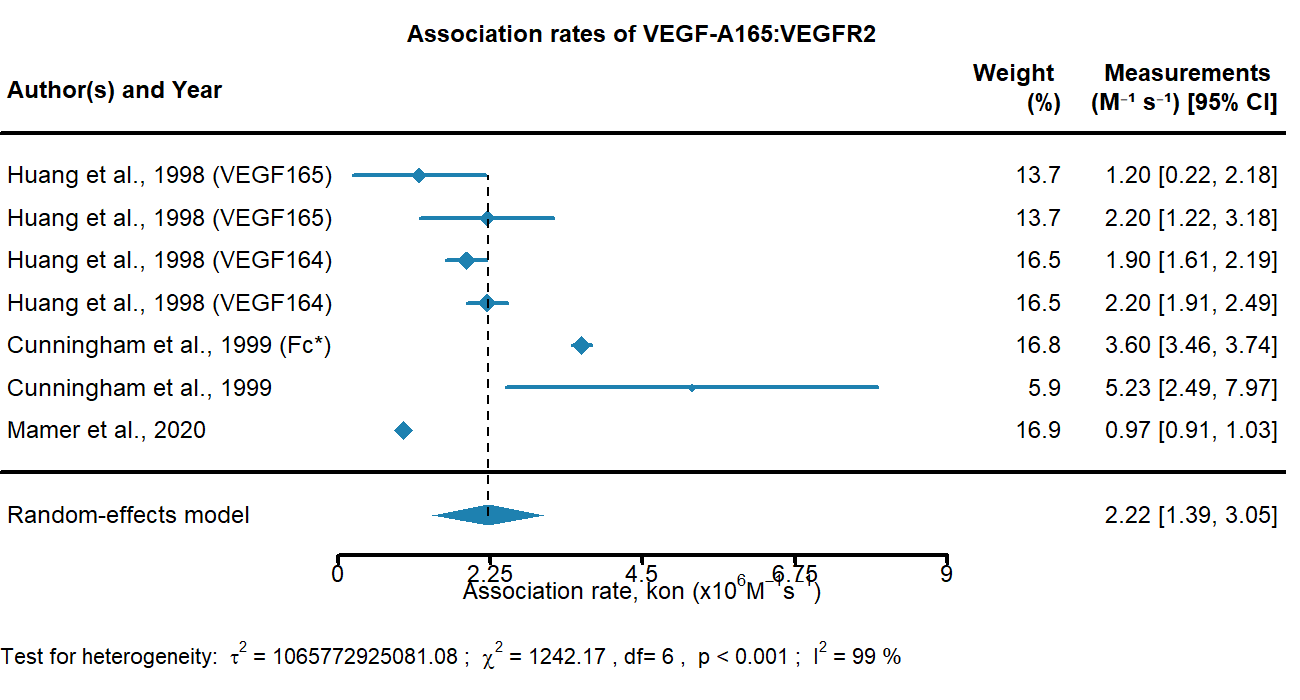 Association rates of VEGF-A165:VEGFR2
Author(s) and Year
Weight (%)
Measurements (M⁻¹ s⁻¹) [95% CI]
Huang et al., 1998 (VEGF165) 13.7 1.20 [0.22, 2.18]
Huang et al., 1998 (VEGF165) 13.7 2.20 [1.22, 3.18]
Huang et al., 1998 (VEGF164) 16.5 1.90 [1.61, 2.19]
Huang et al., 1998 (VEGF164) 16.5 2.20 [1.91, 2.49]
Cunningham et al., 1999 (Fc*) 16.8 3.60 [3.46, 3.74]
Cunningham et al., 1999 5.9 5.23 [2.49, 7.97]
Mamer et al., 2020 16.9 0.97 [0.91, 1.03]
Random-effects model 2.22 [1.39, 3.05]
0 2.25 4.5 6.75 9
Association rate, kon (x10⁶M⁻¹s⁻¹)
Test for heterogeneity: τ² = 1065772925081.08 ; χ² = 1242.17 , df= 6 , p < 0.001 ; I² = 99 %